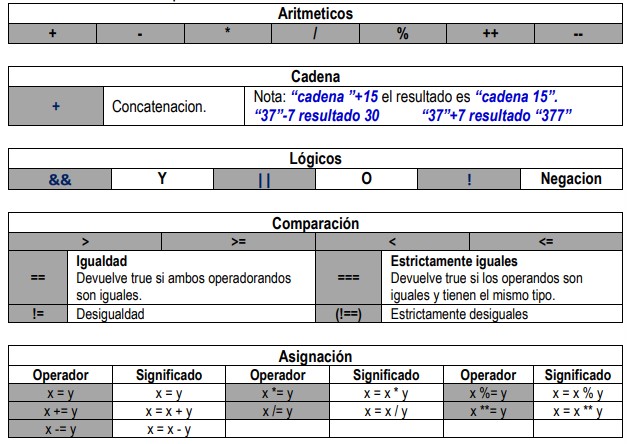 Aritmeticos
+ - * / % ++ --
Cadena
+ Concatenacion. Nota: “cadena ”+15 el resultado es “cadena 15”.
“37”-7 resultado 30 “37”+7 resultado “377”
Lógicos
&& Y || O ! Negacion
Comparación
> >= < <=
== Igualdad
Devuelve true si ambos operadorandos
son iguales.
=== Estrictamente iguales
Devuelve true si los operandos son
iguales y tienen el mismo tipo.
!= Desigualdad (!==) Estrictamente desiguales
Asignación
Operador Significado Operador Significado Operador Significado
x = y x = y x *= y x = x * y x %= y x = x % y
x += y x = x + y x /= y x = x / y x **= y x = x ** y
x -= y x = x - y